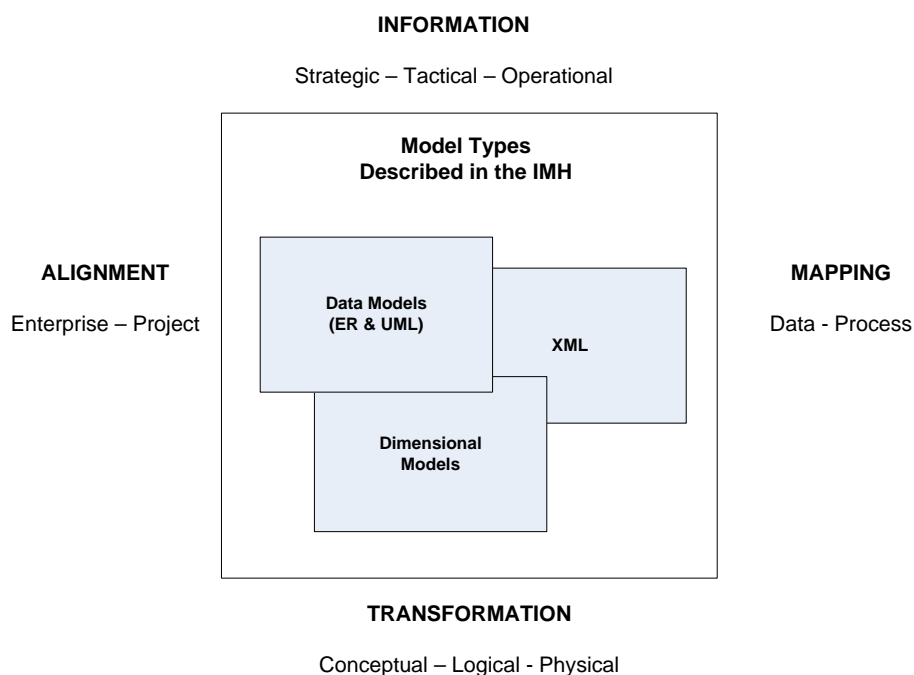 INFORMATION
Strategic – Tactical – Operational
Model Types
Described in the IMH
ALIGNMENT
Enterprise – Project
Data Models
(ER & UML)
XML
Dimensional
Models
MAPPING
Data - Process
TRANSFORMATION
Conceptual – Logical - Physical